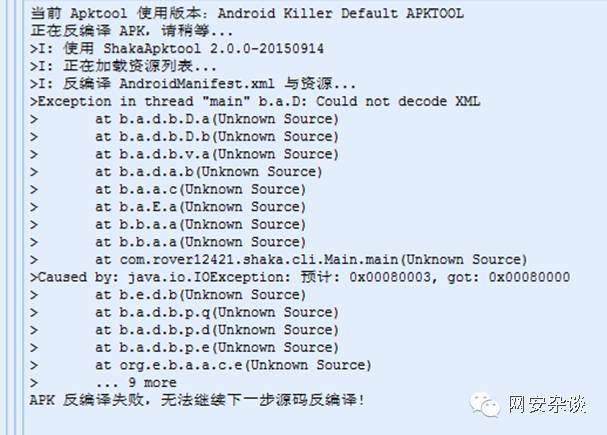 当前 Apktool 使用版本：Android Killer Default APKTOOL
正在反编译 APK，请稍等...
>I: 使用 ShakaApktool 2.0.0-20150914
>I: 正在加载资源列表...
>I: 反编译 AndroidManifest.xml 与资源...
>Exception in thread "main" b.a.D: Could not decode XML
>      at b.a.d.b.D.a(Unknown Source)
>      at b.a.d.b.D.b(Unknown Source)
>      at b.a.d.b.v.a(Unknown Source)
>      at b.a.d.a.b(Unknown Source)
>      at b.a.a.c(Unknown Source)
>      at b.a.E.a(Unknown Source)
>      at b.b.a.a(Unknown Source)
>      at b.b.a.a(Unknown Source)
>      at com.rover12421.shaka.cli.Main.main(Unknown Source)
>Caused by: java.io.IOException: 预计: 0x00080003, got: 0x00080000
>      at b.e.d.b(Unknown Source)
>      at b.a.d.b.p.q(Unknown Source)
>      at b.a.d.b.p.d(Unknown Source)
>      at b.a.d.b.p.e(Unknown Source)
>      at org.e.b.a.a.c.e(Unknown Source)
>      ... 9 more
APK 反编译失败，无法继续下一步源码反编译!
网安杂谈